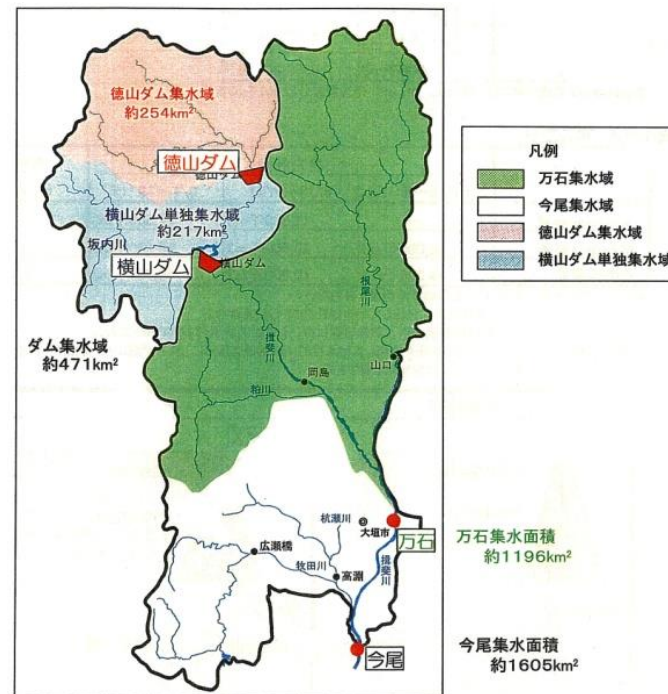 徳山ダム集水域
約254km²
徳山ダム
徳山ダム
横山ダム単独集水域
約217km²
坂内川
横山ダム
横山ダム
ダム集水域
約471km²
根尾川
揖斐川
山口
岡島
粕川
杭瀬川
大垣市
万石
広瀬橋
牧田川
高淵
揖斐川
今尾
凡例
万石集水域
今尾集水域
徳山ダム集水域
横山ダム単独集水域
万石集水面積
約1196km²
今尾集水面積
約1605km²